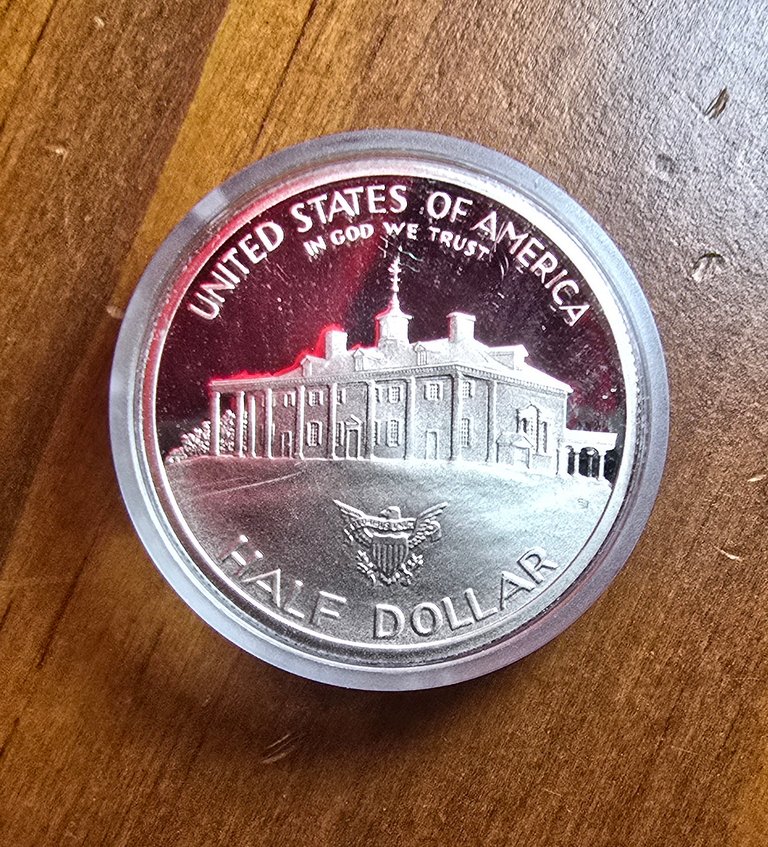 UNITED STATES OF AMERICA
IN GOD WE TRUST
HALF DOLLAR